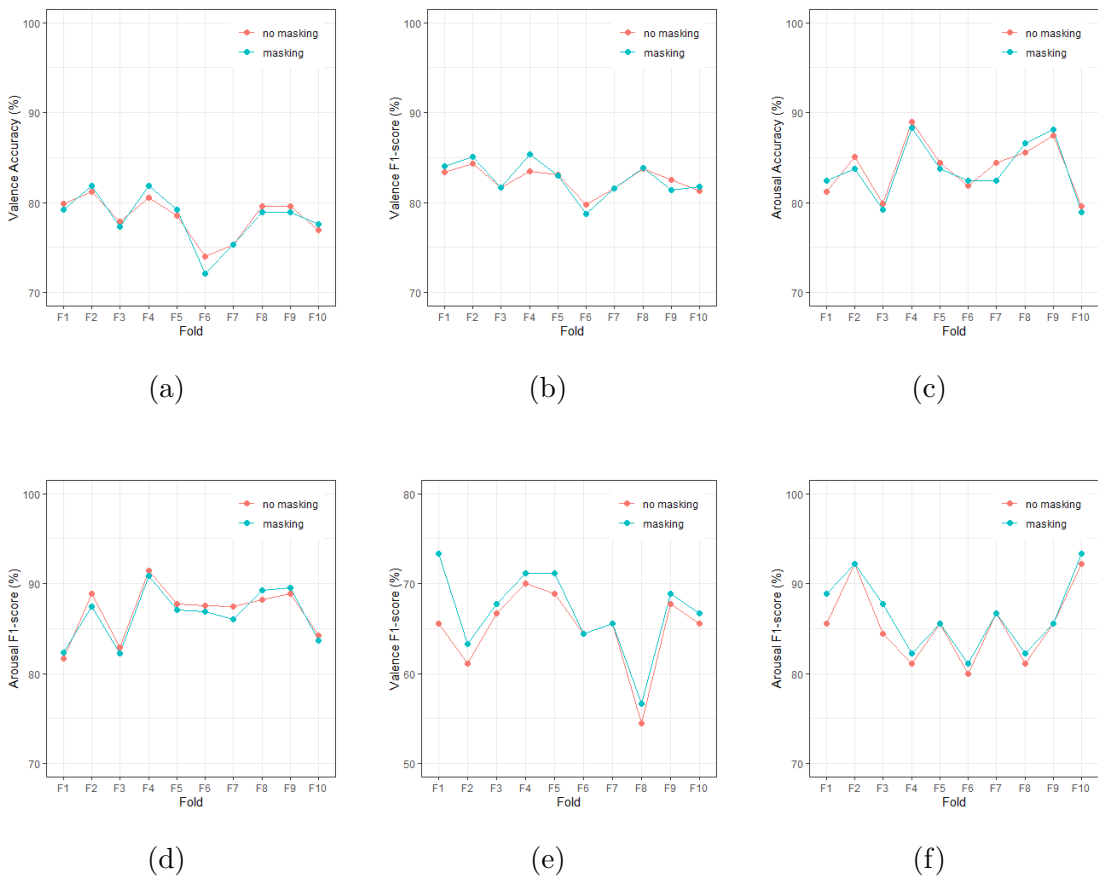 100
90
80
70
Valence Accuracy (%)
no masking
masking
F1 F2 F3 F4 F5 F6 F7 F8 F9 F10
Fold
(a)
100
90
80
70
Valence F1-score (%)
no masking
masking
F1 F2 F3 F4 F5 F6 F7 F8 F9 F10
Fold
(b)
100
90
80
70
Arousal Accuracy (%)
no masking
masking
F1 F2 F3 F4 F5 F6 F7 F8 F9 F10
Fold
(c)
100
90
80
70
Arousal F1-score (%)
no masking
masking
F1 F2 F3 F4 F5 F6 F7 F8 F9 F10
Fold
(d)
80
70
60
50
Valence F1-score (%)
no masking
masking
F1 F2 F3 F4 F5 F6 F7 F8 F9 F10
Fold
(e)
100
90
80
70
Arousal F1-score (%)
no masking
masking
F1 F2 F3 F4 F5 F6 F7 F8 F9 F10
Fold
(f)